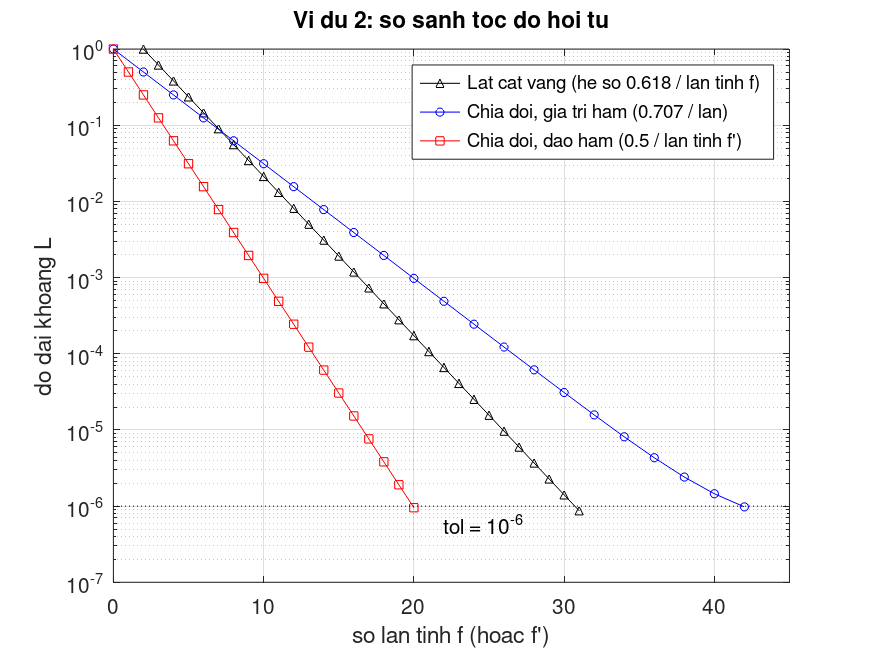 Vi du 2: so sanh toc do hoi tu
Lat cat vang (he so 0.618 / lan tinh f)
Chia doi, gia tri ham (0.707 / lan)
Chia doi, dao ham (0.5 / lan tinh f')
do dai khoang L
10^0
10^-1
10^-2
10^-3
10^-4
10^-5
10^-6
10^-7
tol = 10^-6
0 10 20 30 40
so lan tinh f (hoac f')